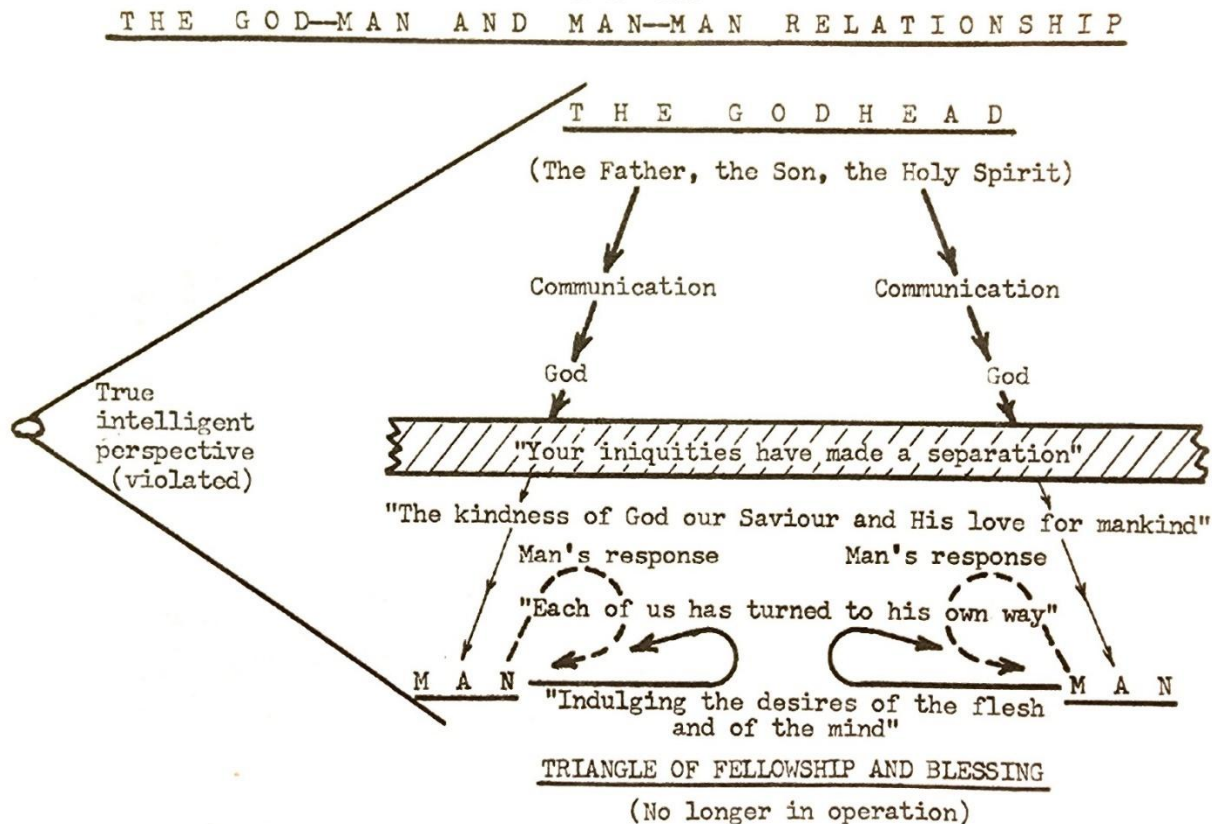 THE GOD—MAN AND MAN—MAN RELATIONSHIP
THE GODHEAD
(The Father, the Son, the Holy Spirit)
Communication Communication
God God
True
intelligent
perspective
(violated)
"Your iniquities have made a separation"
"The kindness of God our Saviour and His love for mankind"
Man's response Man's response
"Each of us has turned to his own way"
MAN MAN
"Indulging the desires of the flesh
and of the mind"
TRIANGLE OF FELLOWSHIP AND BLESSING
(No longer in operation)